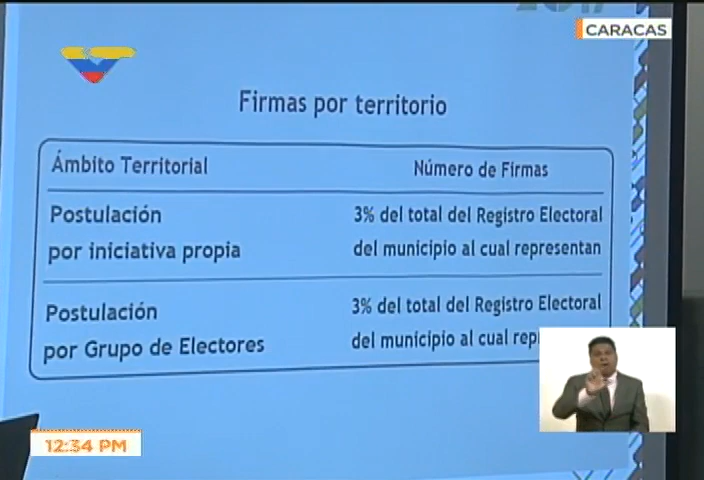 CARACAS
Firmas por territorio
Ámbito Territorial
Número de Firmas
Postulación
por iniciativa propia
3% del total del Registro Electoral
del municipio al cual representan
Postulación
por Grupo de Electores
3% del total del Registro Electoral
del municipio al cual
12:34 PM